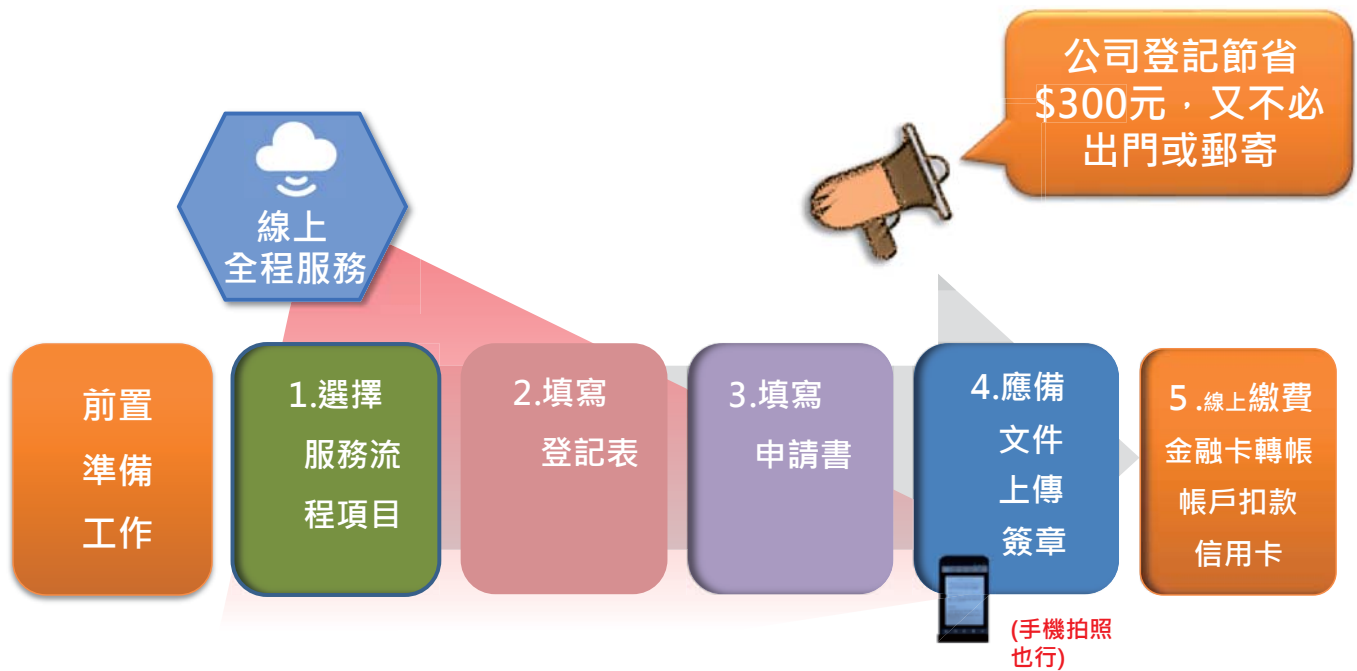 公司登記節省
$300元，又不必
出門或郵寄
線上
全程服務
前置
準備
工作
1.選擇
服務流
程項目
2.填寫
登記表
3.填寫
申請書
4.應備
文件
上傳
簽章
(手機拍照
也行)
5.線上繳費
金融卡轉帳
帳戶扣款
信用卡